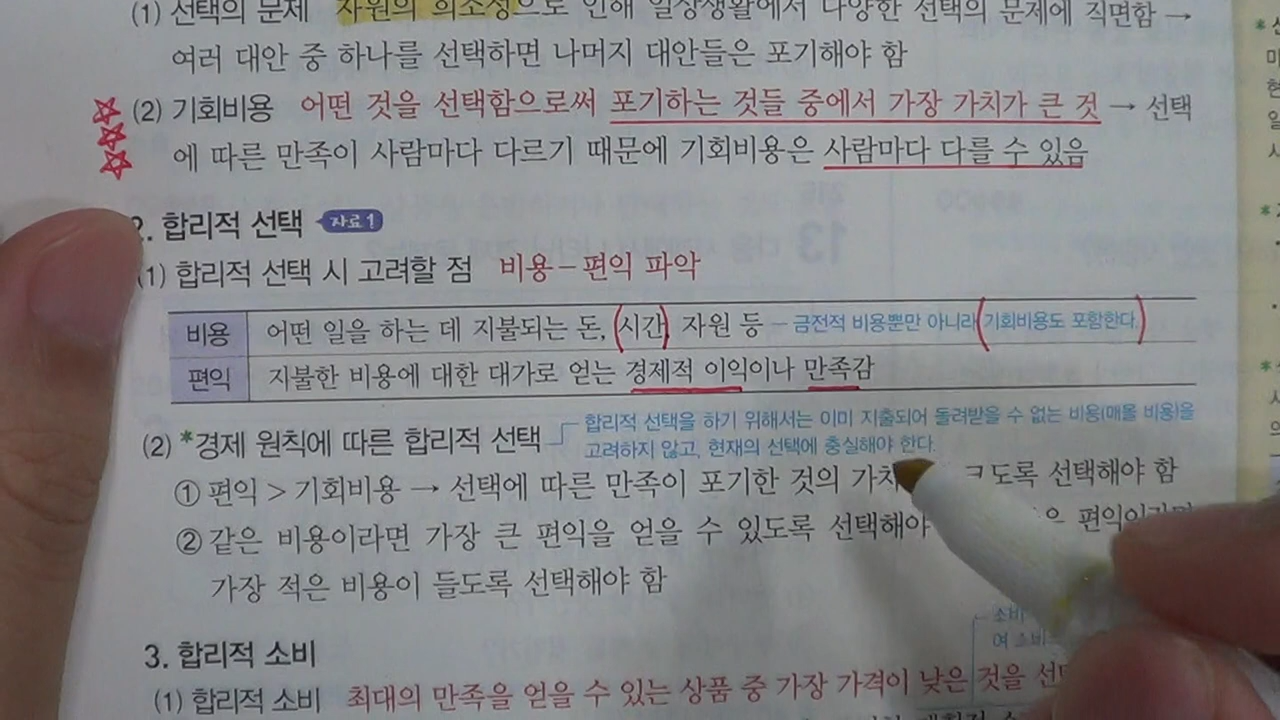 (1) 선택의 문제 자원의 희소성으로 인해 일상생활에서 다양한 선택의 문제에 직면함 →
여러 대안 중 하나를 선택하면 나머지 대안들은 포기해야 함
(2) 기회비용 어떤 것을 선택함으로써 포기하는 것들 중에서 가장 가치가 큰 것 → 선택
에 따른 만족이 사람마다 다르기 때문에 기회비용은 사람마다 다를 수 있음
2. 합리적 선택 자료1
(1) 합리적 선택 시 고려할 점 비용-편익 파악
비용 어떤 일을 하는 데 지불되는 돈, 시간, 자원 등 - 금전적 비용뿐만 아니라 기회비용도 포함한다.
편익 지불한 비용에 대한 대가로 얻는 경제적 이익이나 만족감
(2) *경제 원칙에 따른 합리적 선택
합리적 선택을 하기 위해서는 이미 지출되어 돌려받을 수 없는 비용(매몰 비용)을
고려하지 않고, 현재의 선택에 충실해야 한다.
① 편익 > 기회비용 → 선택에 따른 만족이 포기한 것의 가치 크도록 선택해야 함
② 같은 비용이라면 가장 큰 편익을 얻을 수 있도록 선택해야 편익이라면
가장 적은 비용이 들도록 선택해야 함
소비
3. 합리적 소비
(1) 합리적 소비 최대의 만족을 얻을 수 있는 상품 중 가장 가격이 낮은 것을